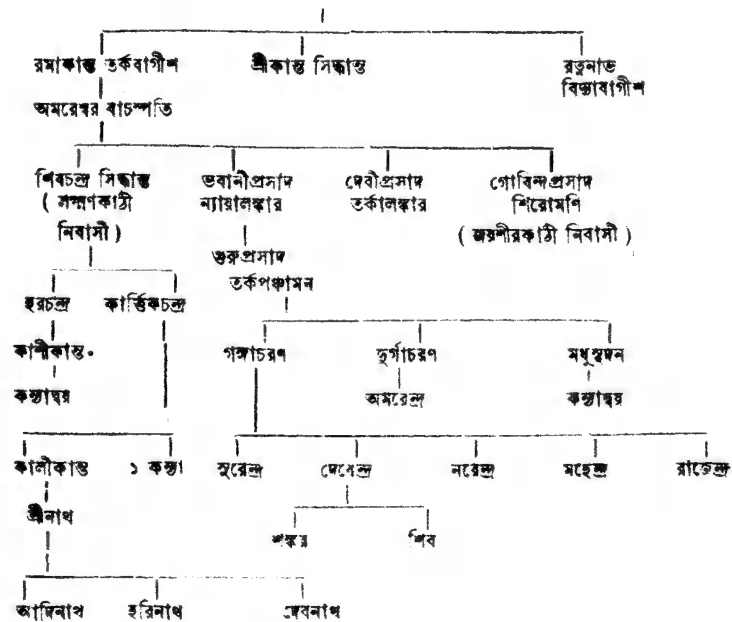 রমাকান্ত তর্কবাগীশ শ্রীকান্ত সিদ্ধান্ত রত্নাভ
বিদ্যাবাগীশ
অমরেশ্বর বাচস্পতি
শিবচন্দ্র সিদ্ধান্ত ভবানীপ্রসাদ দেবীপ্রসাদ গোবিন্দপ্রসাদ
( লক্ষ্মণকাঠী ন্যায়ালঙ্কার তর্কালঙ্কার শিরোমণি
নিবাসী ) ( জয়শীরকাঠী নিবাসী )
গুরুপ্রসাদ
তর্কপঞ্চানন
হরচন্দ্র কার্ত্তিকচন্দ্র
কাশীকান্ত. গঙ্গাচরণ দুর্গাচরণ মধুসূদন
কন্যাদ্বয় অমরেন্দ্র কন্যাদ্বয়
কালীকান্ত ১ কন্যা সুরেন্দ্র দেবেন্দ্র নরেন্দ্র মহেন্দ্র রাজেন্দ্র
শ্রীনাথ
শঙ্কর শিব
আদিনাথ হরিনাথ দেবনাথ